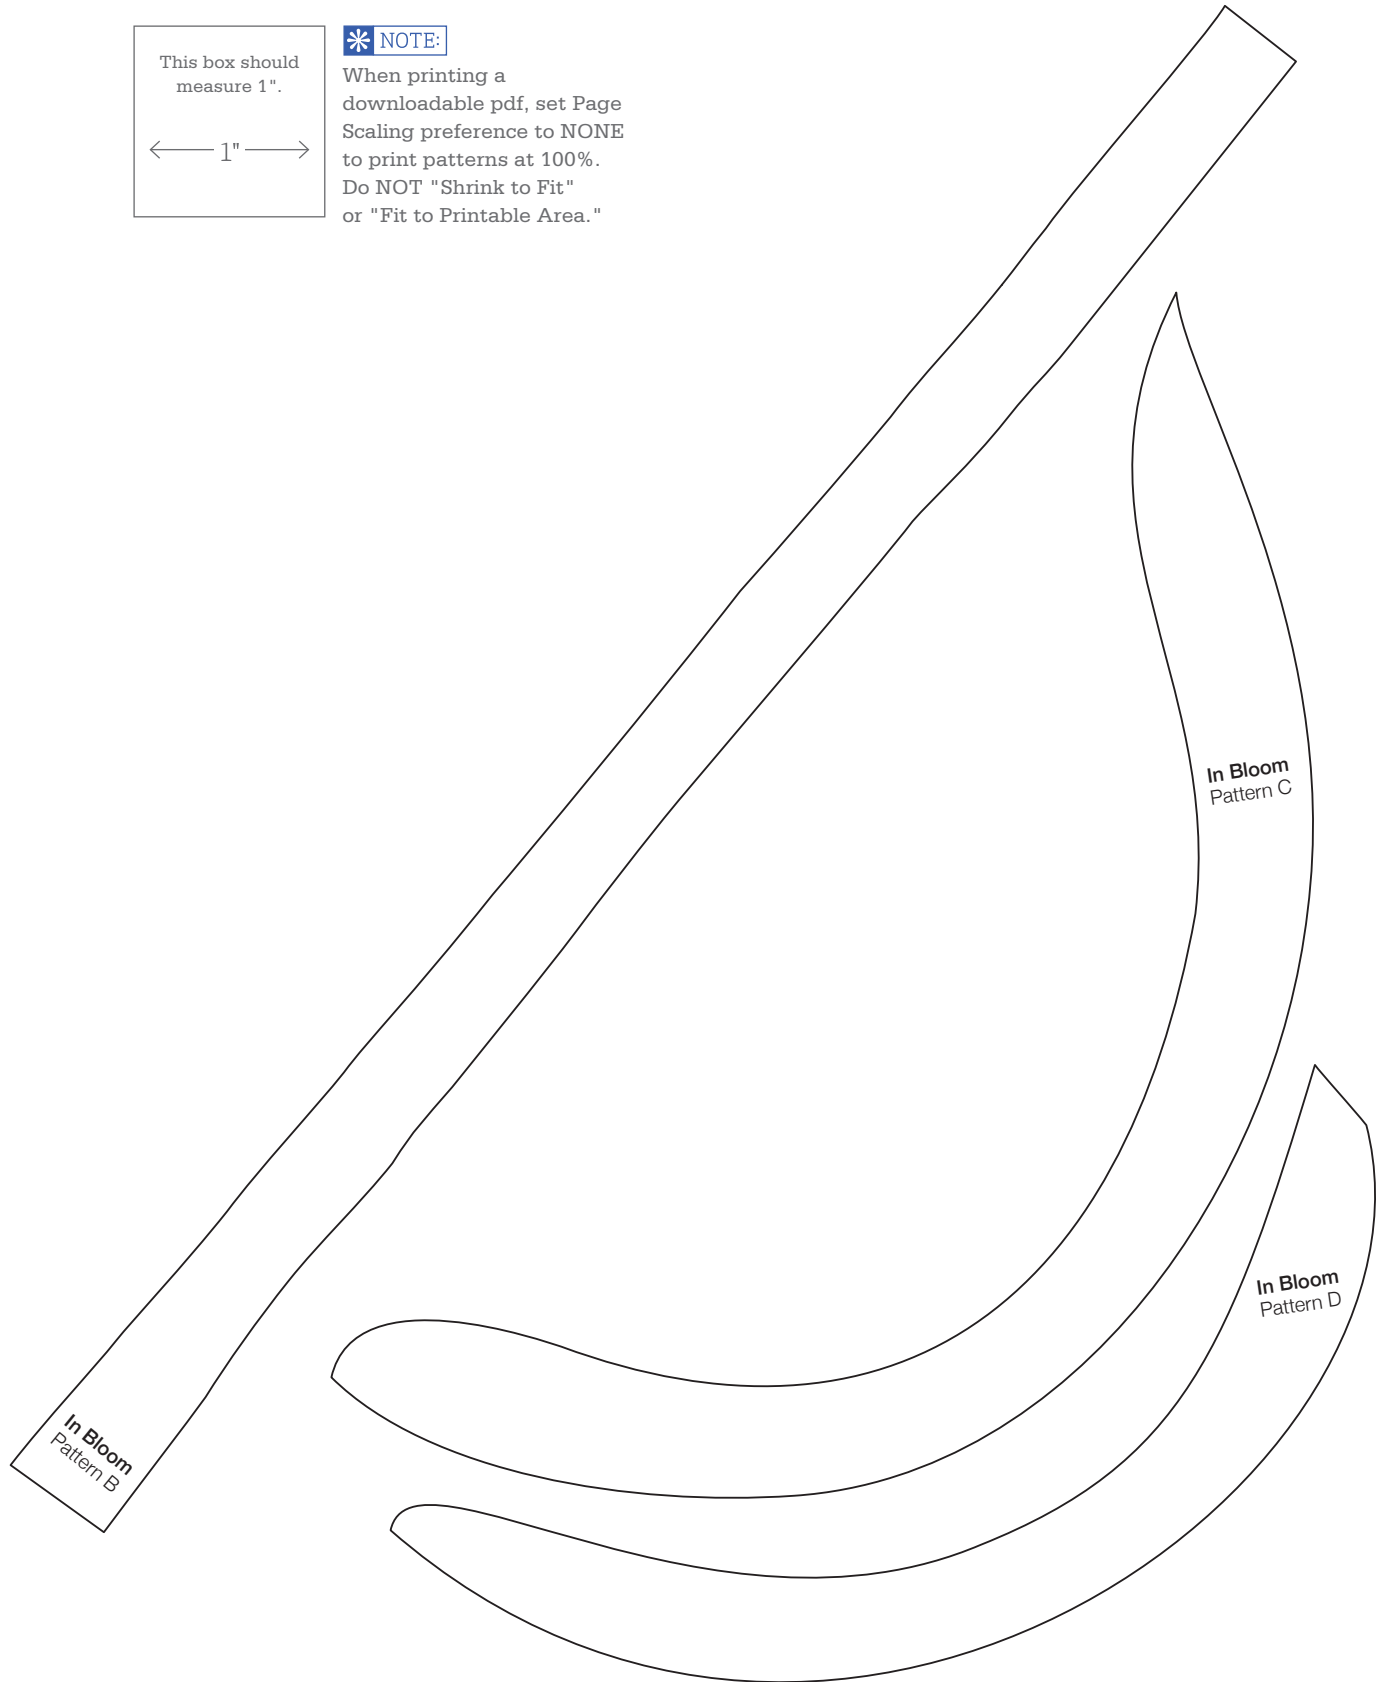 This box should
measure 1".
1"
NOTE:
When printing a
downloadable pdf, set Page
Scaling preference to NONE
to print patterns at 100%.
Do NOT "Shrink to Fit"
or "Fit to Printable Area."
In Bloom
Pattern C
In Bloom
Pattern D
In Bloom
Pattern B